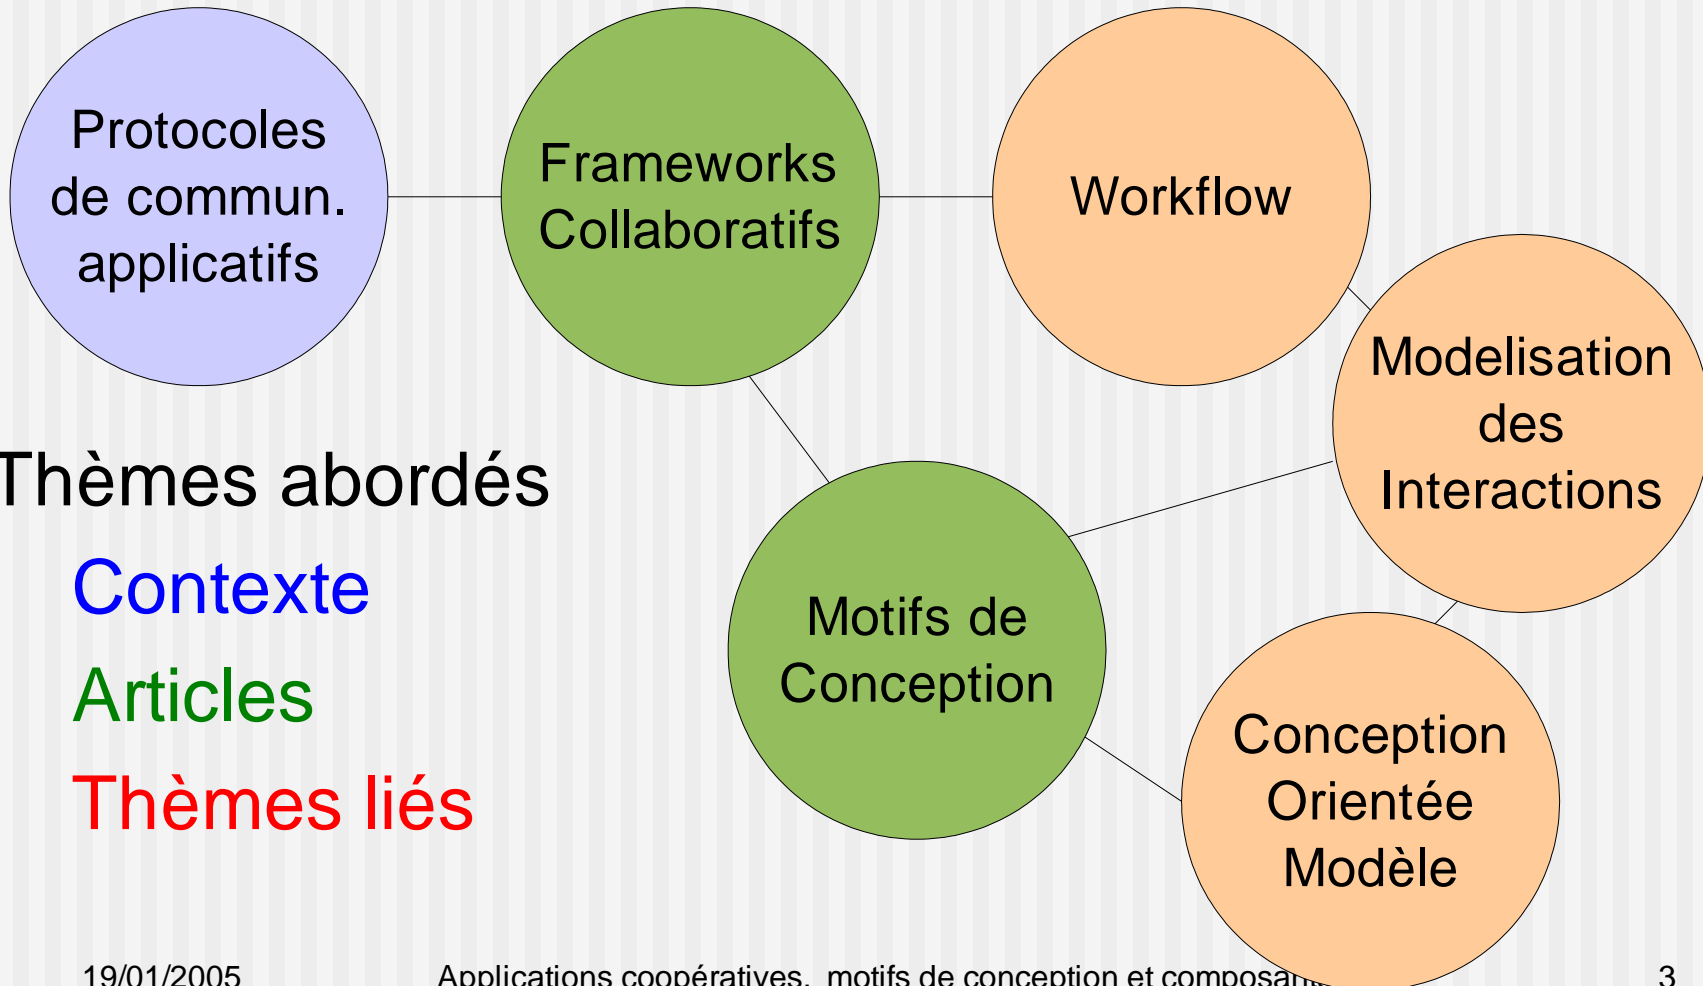 Protocoles
de commun.
applicatifs
Frameworks
Collaboratifs
Workflow
Modelisation
des
Interactions
Thèmes abordés
Contexte
Articles
Thèmes liés
Motifs de
Conception
Conception
Orientée
Modèle
19/01/2005
Applications coopératives, motifs de conception et
3